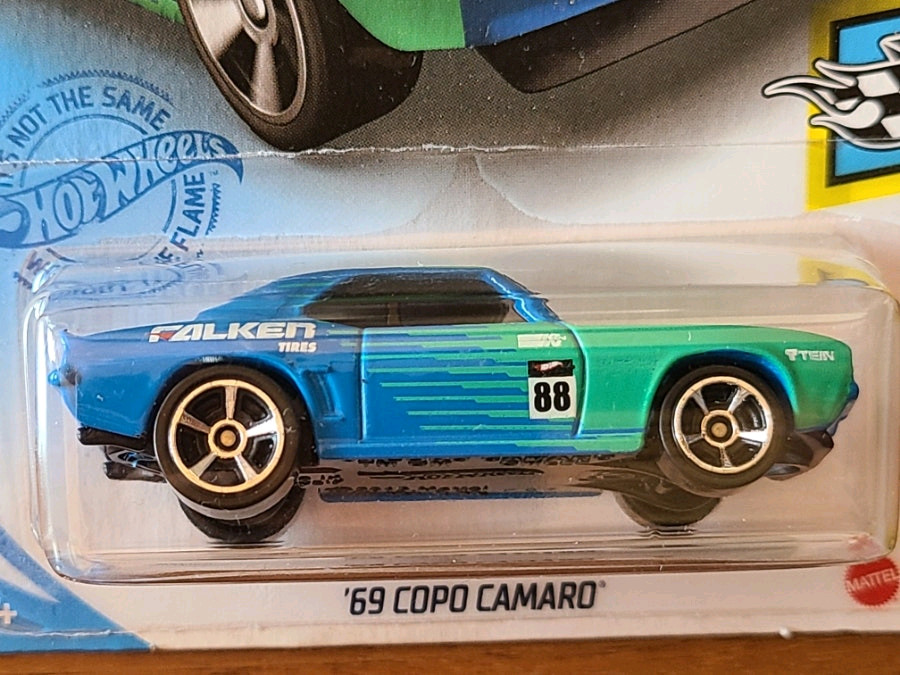 S NOT THE SAME
Hot Wheels
E FLAME
FALKEN
TIRES
K&N
TEIN
88
'69 COPO CAMARO
MATTEL